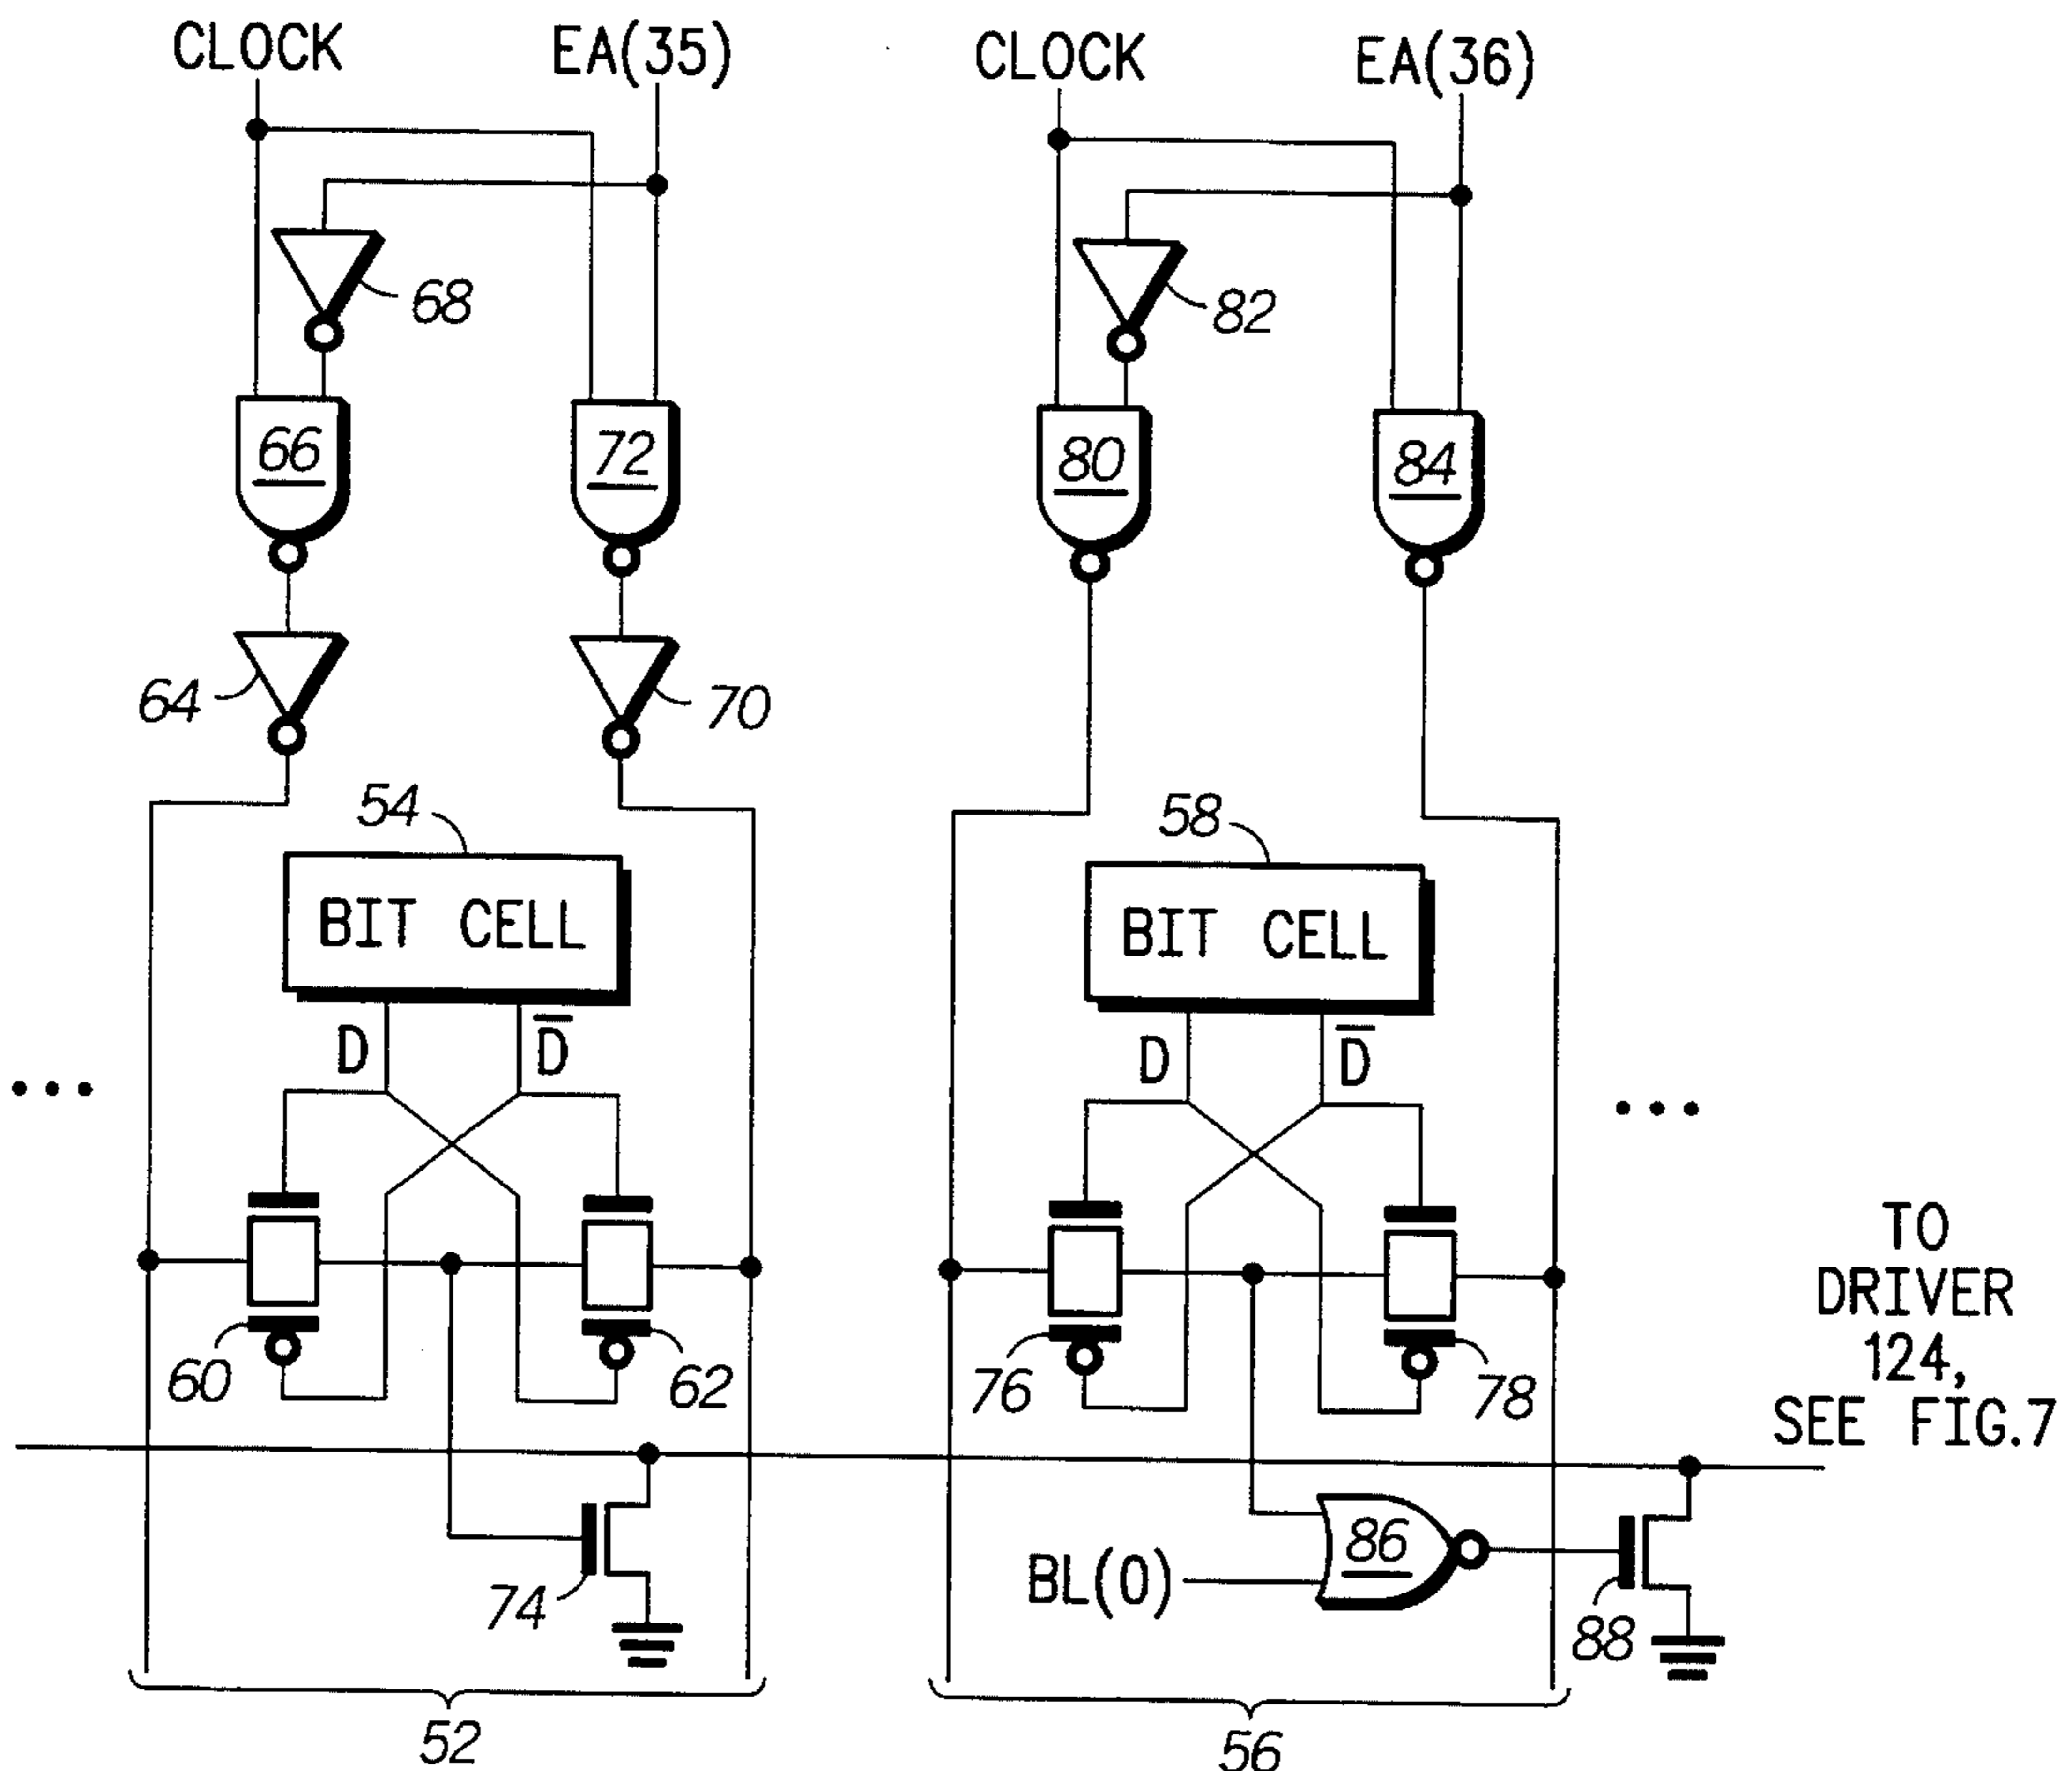 CLOCK EA(35) CLOCK EA(36)
68 82
66 72 80 84
64 70
54 58
BIT CELL BIT CELL
D D̅ D D̅
... ...
60 62 76 78
TO
DRIVER
124,
SEE FIG.7
74 BL(0) 86 88
52 56